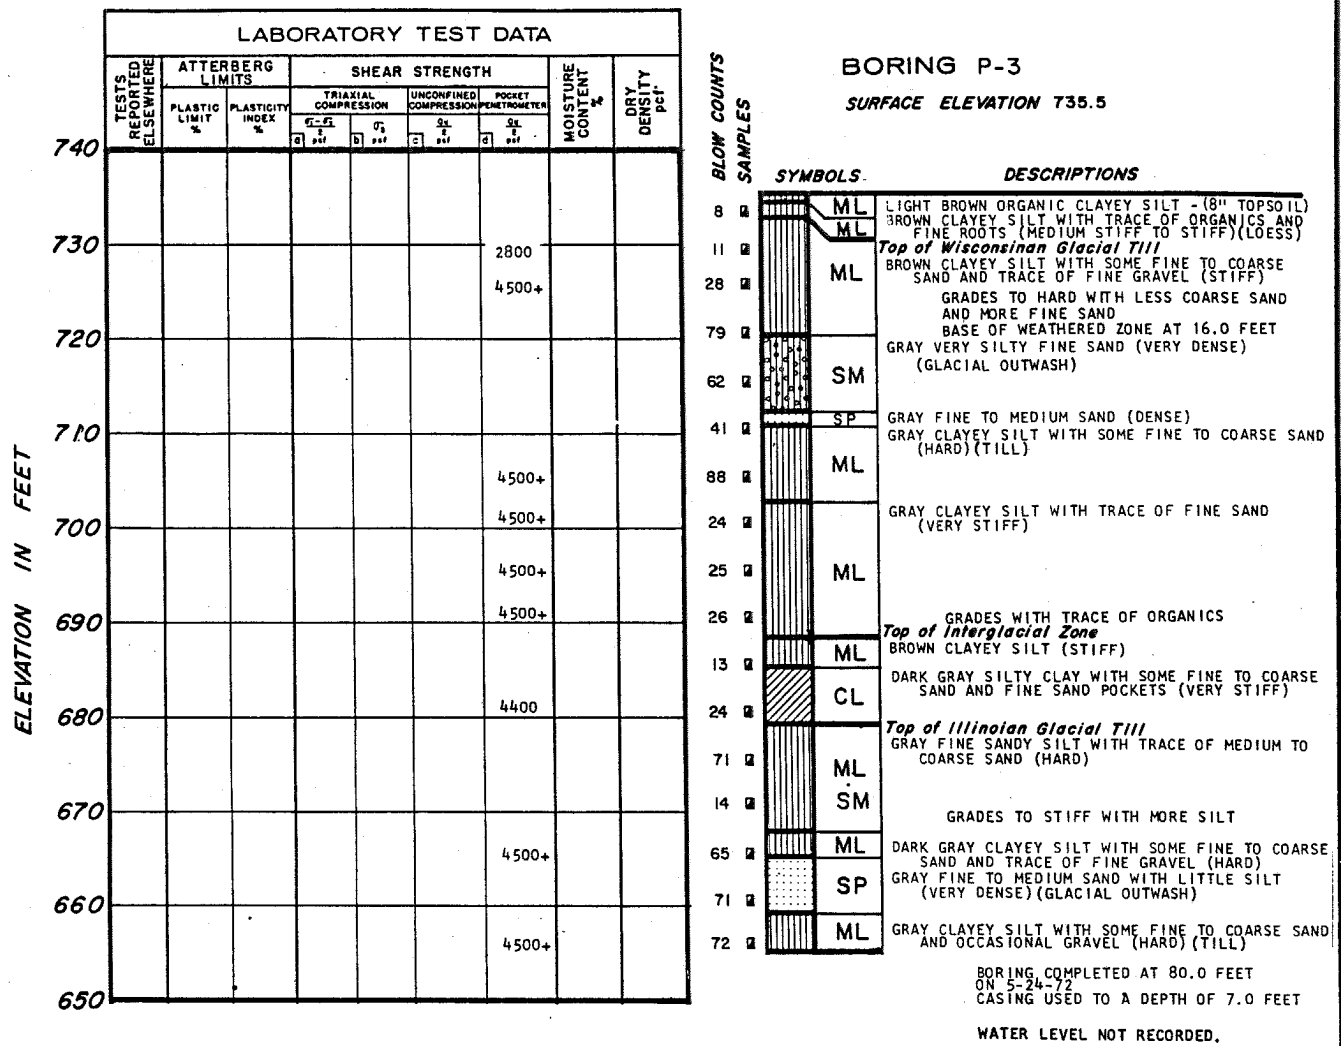 LABORATORY TEST DATA
TESTS REPORTED ELSEWHERE
ATTERBERG LIMITS
PLASTIC LIMIT %
PLASTICITY INDEX %
SHEAR STRENGTH
TRIAXIAL COMPRESSION
UNCONFINED COMPRESSION
POCKET PENETROMETER
a psf
b psf
c psf
d psf
MOISTURE CONTENT %
DRY DENSITY pcf
ELEVATION IN FEET
740
730
720
710
700
690
680
670
660
650
2800
4500+
4500+
4500+
4500+
4500+
4400
4500+
4500+
BLOW COUNTS
SAMPLES
8
11
28
79
62
41
88
24
25
26
13
24
71
14
65
71
72
BORING P-3
SURFACE ELEVATION 735.5
SYMBOLS
DESCRIPTIONS
ML LIGHT BROWN ORGANIC CLAYEY SILT - (8" TOPSOIL)
ML BROWN CLAYEY SILT WITH TRACE OF ORGANICS AND
FINE ROOTS (MEDIUM STIFF TO STIFF)(LOESS)
Top of Wisconsinan Glacial Till
ML BROWN CLAYEY SILT WITH SOME FINE TO COARSE
SAND AND TRACE OF FINE GRAVEL (STIFF)
GRADES TO HARD WITH LESS COARSE SAND
AND MORE FINE SAND
BASE OF WEATHERED ZONE AT 16.0 FEET
SM GRAY VERY SILTY FINE SAND (VERY DENSE)
(GLACIAL OUTWASH)
SP GRAY FINE TO MEDIUM SAND (DENSE)
ML GRAY CLAYEY SILT WITH SOME FINE TO COARSE SAND
(HARD)(TILL)
ML GRAY CLAYEY SILT WITH TRACE OF FINE SAND
(VERY STIFF)
GRADES WITH TRACE OF ORGANICS
Top of Interglacial Zone
ML BROWN CLAYEY SILT (STIFF)
CL DARK GRAY SILTY CLAY WITH SOME FINE TO COARSE
SAND AND FINE SAND POCKETS (VERY STIFF)
Top of Illinoian Glacial Till
ML SM GRAY FINE SANDY SILT WITH TRACE OF MEDIUM TO
COARSE SAND (HARD)
GRADES TO STIFF WITH MORE SILT
ML DARK GRAY CLAYEY SILT WITH SOME FINE TO COARSE
SAND AND TRACE OF FINE GRAVEL (HARD)
SP GRAY FINE TO MEDIUM SAND WITH LITTLE SILT
(VERY DENSE)(GLACIAL OUTWASH)
ML GRAY CLAYEY SILT WITH SOME FINE TO COARSE SAND
AND OCCASIONAL GRAVEL (HARD)(TILL)
BORING COMPLETED AT 80.0 FEET
ON 5-24-72
CASING USED TO A DEPTH OF 7.0 FEET
WATER LEVEL NOT RECORDED.